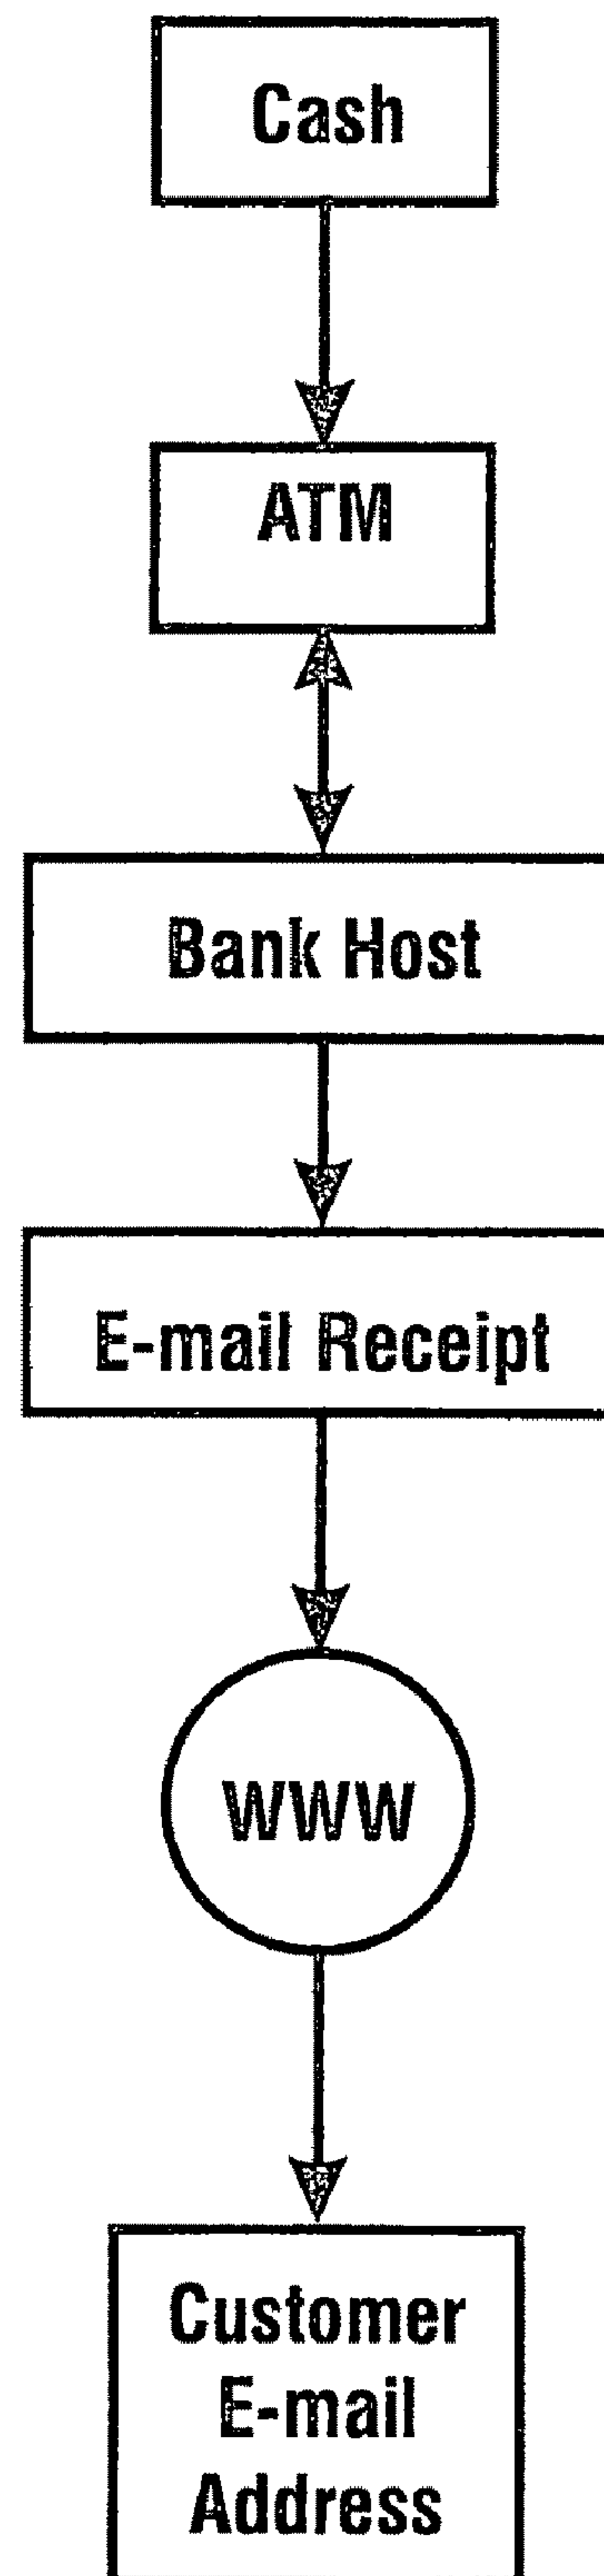 Cash
ATM
Bank Host
E-mail Receipt
WWW
Customer
E-mail
Address